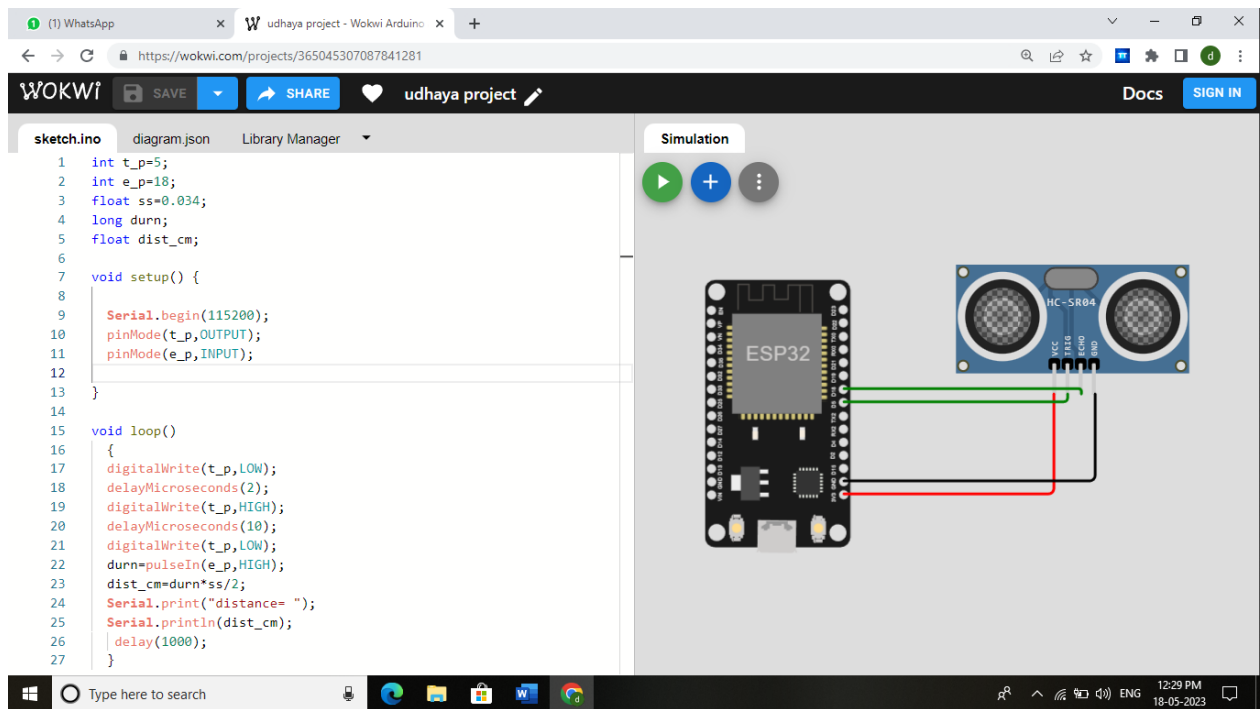 (1) WhatsApp
udhaya project - Wokwi Arduino
https://wokwi.com/projects/365045307087841281
WOKWI SAVE SHARE udhaya project Docs SIGN IN
sketch.ino diagram.json Library Manager
Simulation
1 int t_p=5;
2 int e_p=18;
3 float ss=0.034;
4 long durn;
5 float dist_cm;
6
7 void setup() {
8
9 Serial.begin(115200);
10 pinMode(t_p,OUTPUT);
11 pinMode(e_p,INPUT);
12
13 }
14
15 void loop()
16 {
17 digitalWrite(t_p,LOW);
18 delayMicroseconds(2);
19 digitalWrite(t_p,HIGH);
20 delayMicroseconds(10);
21 digitalWrite(t_p,LOW);
22 durn=pulseIn(e_p,HIGH);
23 dist_cm=durn*ss/2;
24 Serial.print("distance= ");
25 Serial.println(dist_cm);
26 delay(1000);
27 }
ESP32
HC-SR04
VCC
TRIG
ECHO
GND
Type here to search
ENG
12:29 PM
18-05-2023